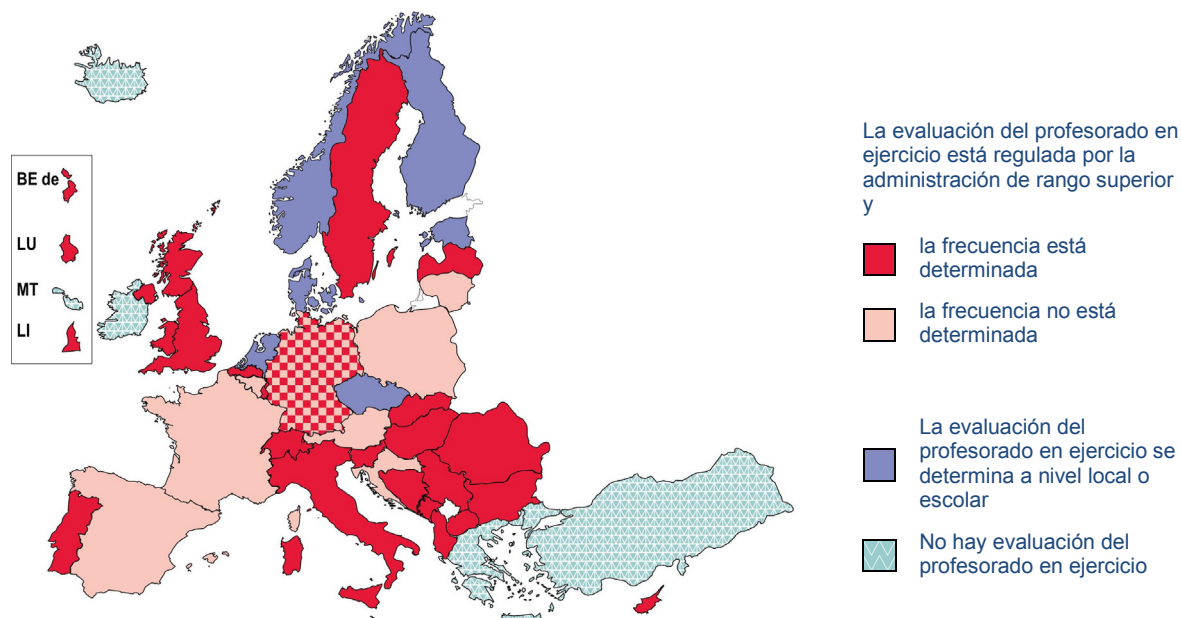 BE de
LU
MT
LI
La evaluación del profesorado en
ejercicio está regulada por la
administración de rango superior
y
la frecuencia está
determinada
la frecuencia no está
determinada
La evaluación del
profesorado en ejercicio se
determina a nivel local o
escolar
No hay evaluación del
profesorado en ejercicio